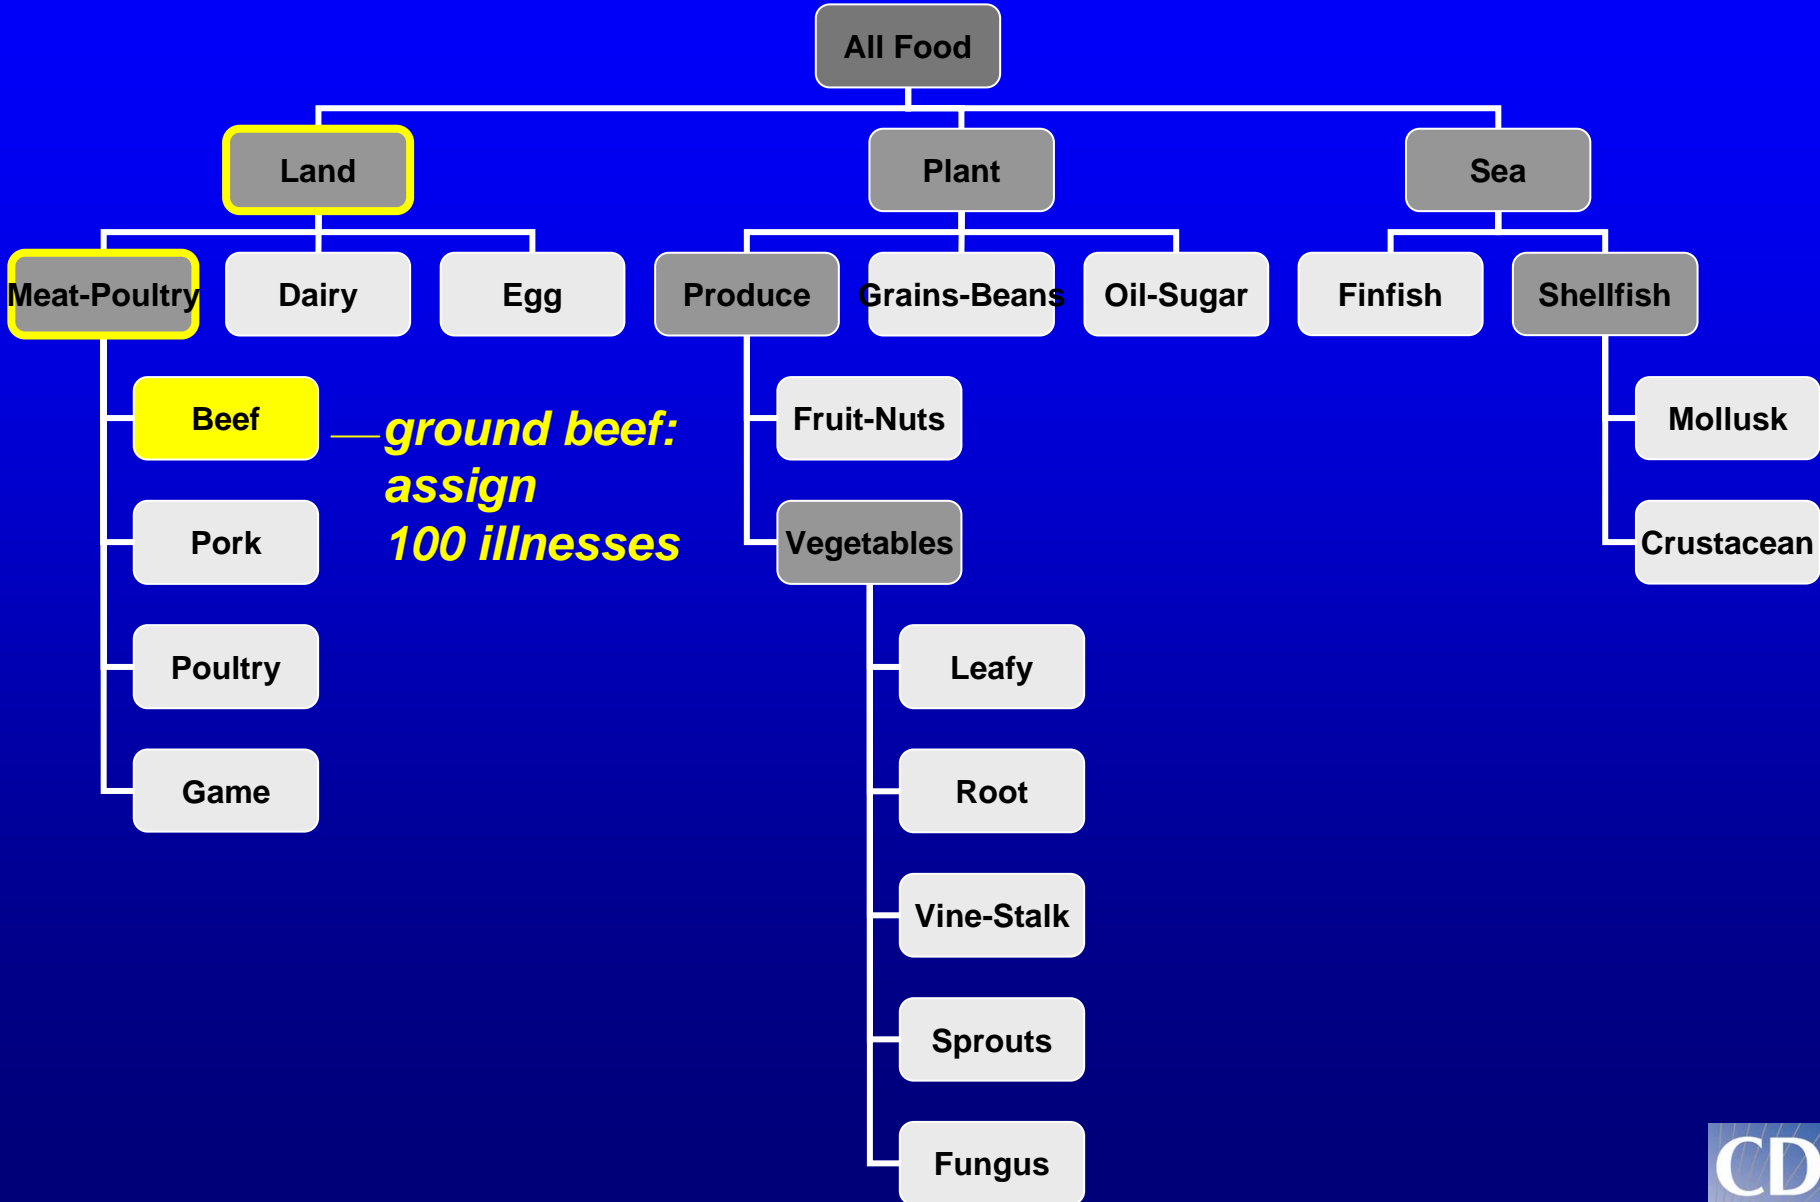 All Food
Land
Plant
Sea
Meat-Poultry
Dairy
Egg
Produce
Grains-Beans
Oil-Sugar
Finfish
Shellfish
Beef
ground beef:
assign
100 illnesses
Fruit-Nuts
Mollusk
Pork
Vegetables
Crustacean
Poultry
Leafy
Game
Root
Vine-Stalk
Sprouts
Fungus
CD